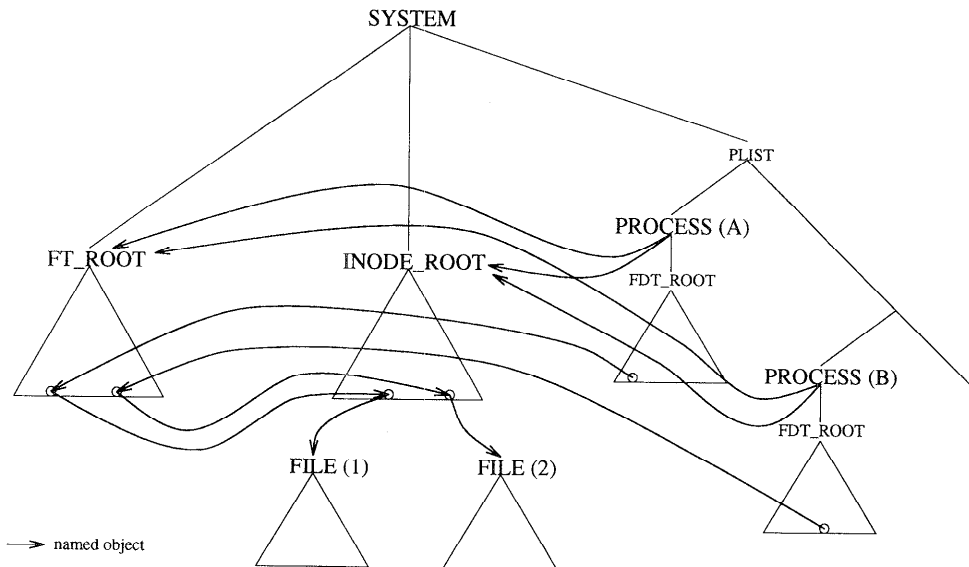 SYSTEM
PLIST
PROCESS (A)
FT_ROOT
INODE_ROOT
FDT_ROOT
PROCESS (B)
FDT_ROOT
FILE (1)
FILE (2)
named object